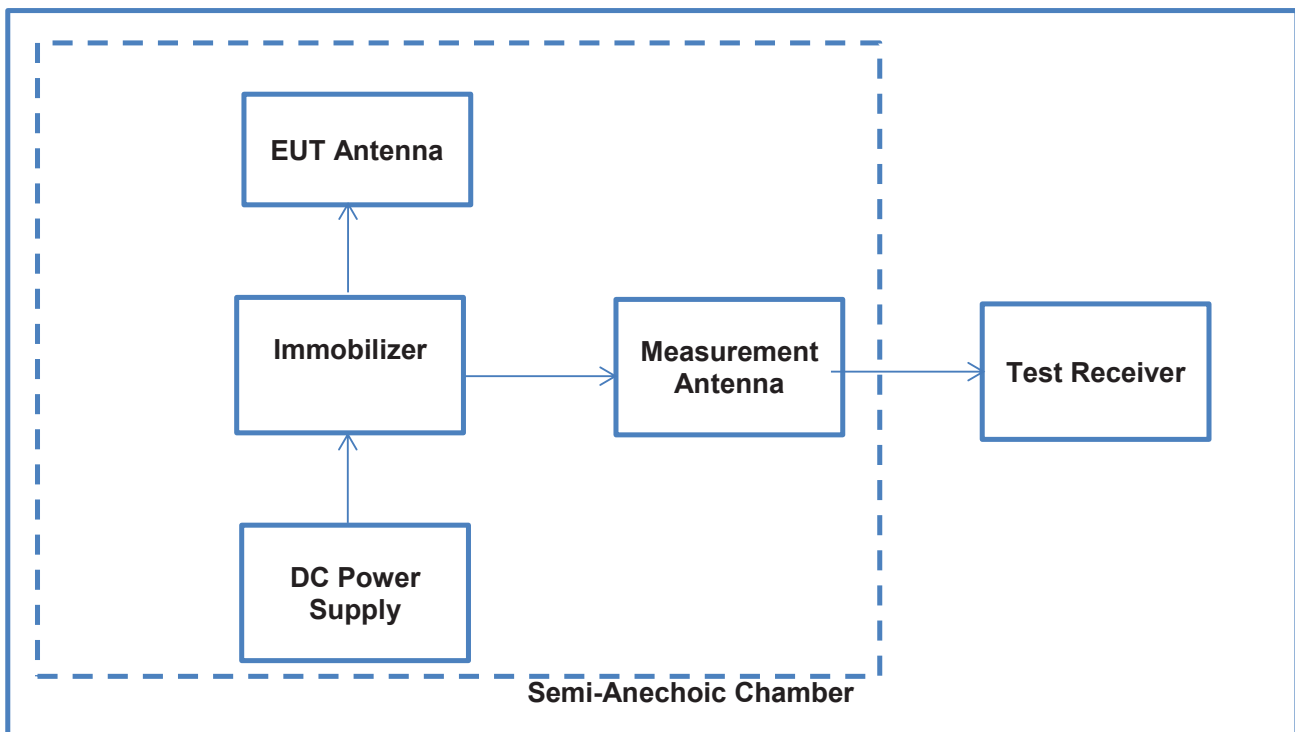 EUT Antenna
Immobilizer
Measurement
Antenna
Test Receiver
DC Power
Supply
Semi-Anechoic Chamber